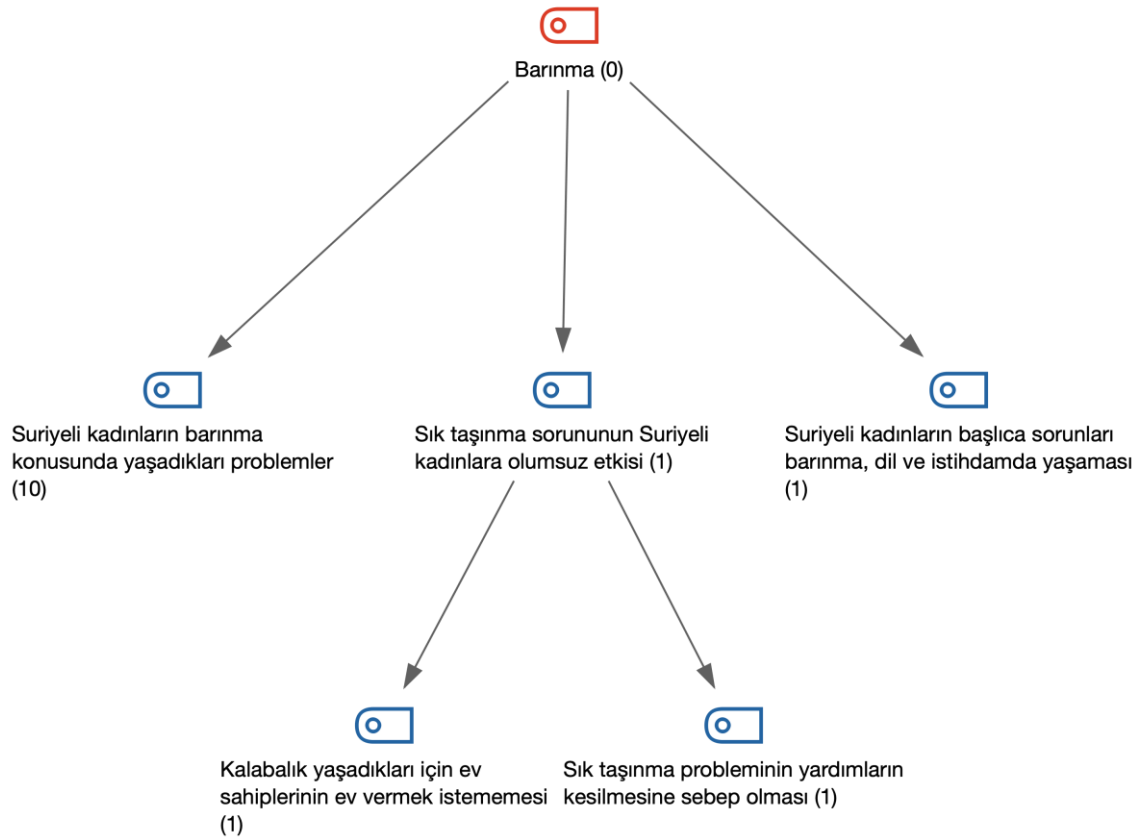 Barınma (0)
Suriyeli kadınların barınma
konusunda yaşadıkları problemler
(10)
Sık taşınma sorununun Suriyeli
kadınlara olumsuz etkisi (1)
Suriyeli kadınların başlıca sorunları
barınma, dil ve istihdamda yaşaması
(1)
Kalabalık yaşadıkları için ev
sahiplerinin ev vermek istememesi
(1)
Sık taşınma probleminin yardımların
kesilmesine sebep olması (1)